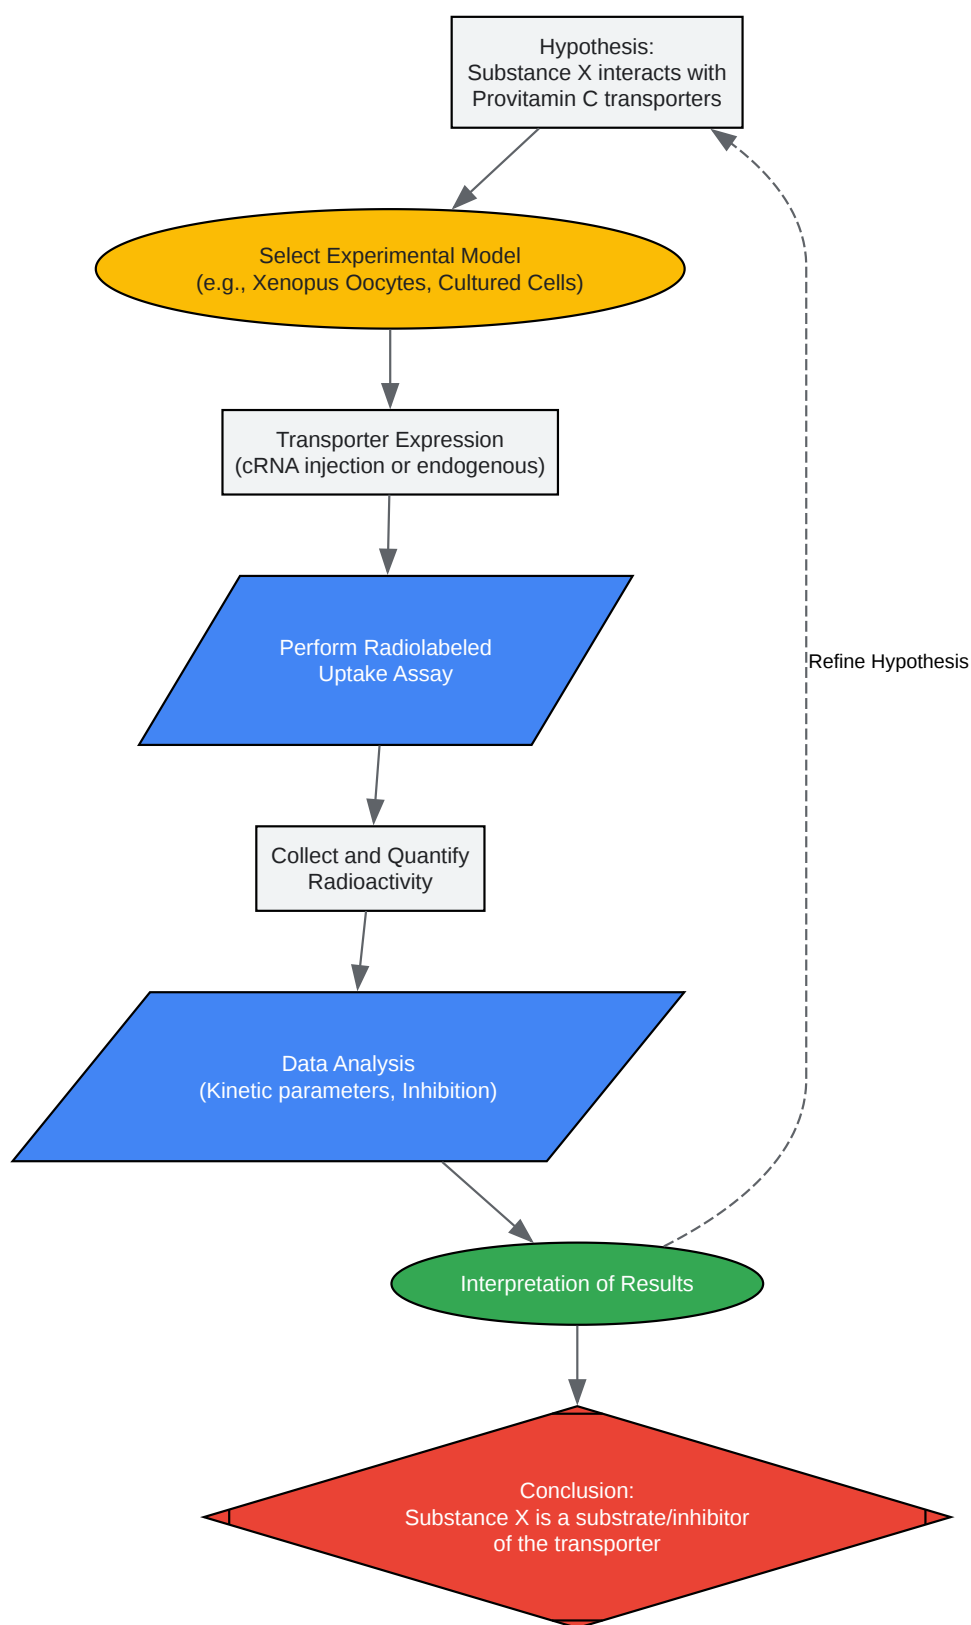 Hypothesis:
Substance X interacts with
Provitamin C transporters
Select Experimental Model
(e.g., Xenopus Oocytes, Cultured Cells)
Transporter Expression
(cRNA injection or endogenous)
Perform Radiolabeled
Uptake Assay
Refine Hypothesis
Collect and Quantify
Radioactivity
Data Analysis
(Kinetic parameters, Inhibition)
Interpretation of Results
Conclusion:
Substance X is a substrate/inhibitor
of the transporter